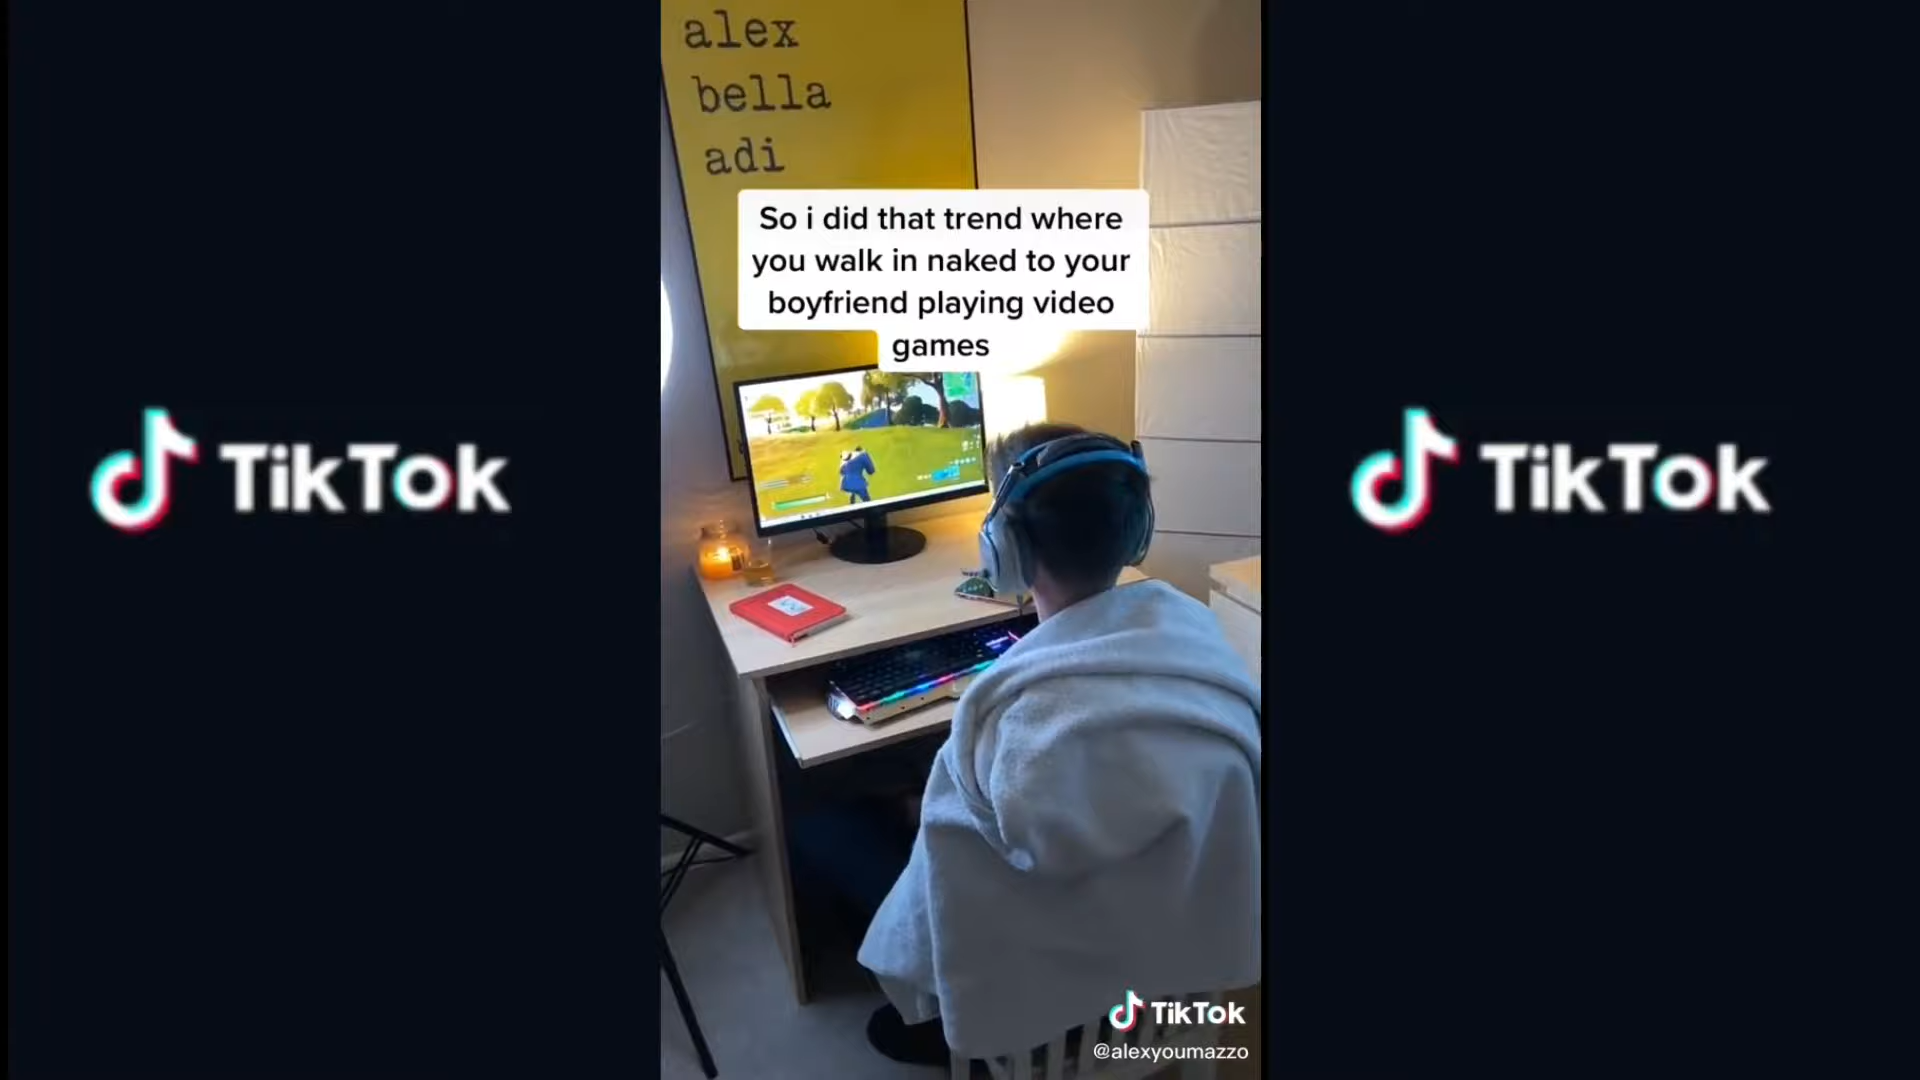 alex
bella
adi
So i did that trend where
you walk in naked to your
boyfriend playing video
games
TikTok
TikTok
TikTok
@alexyoumazzo